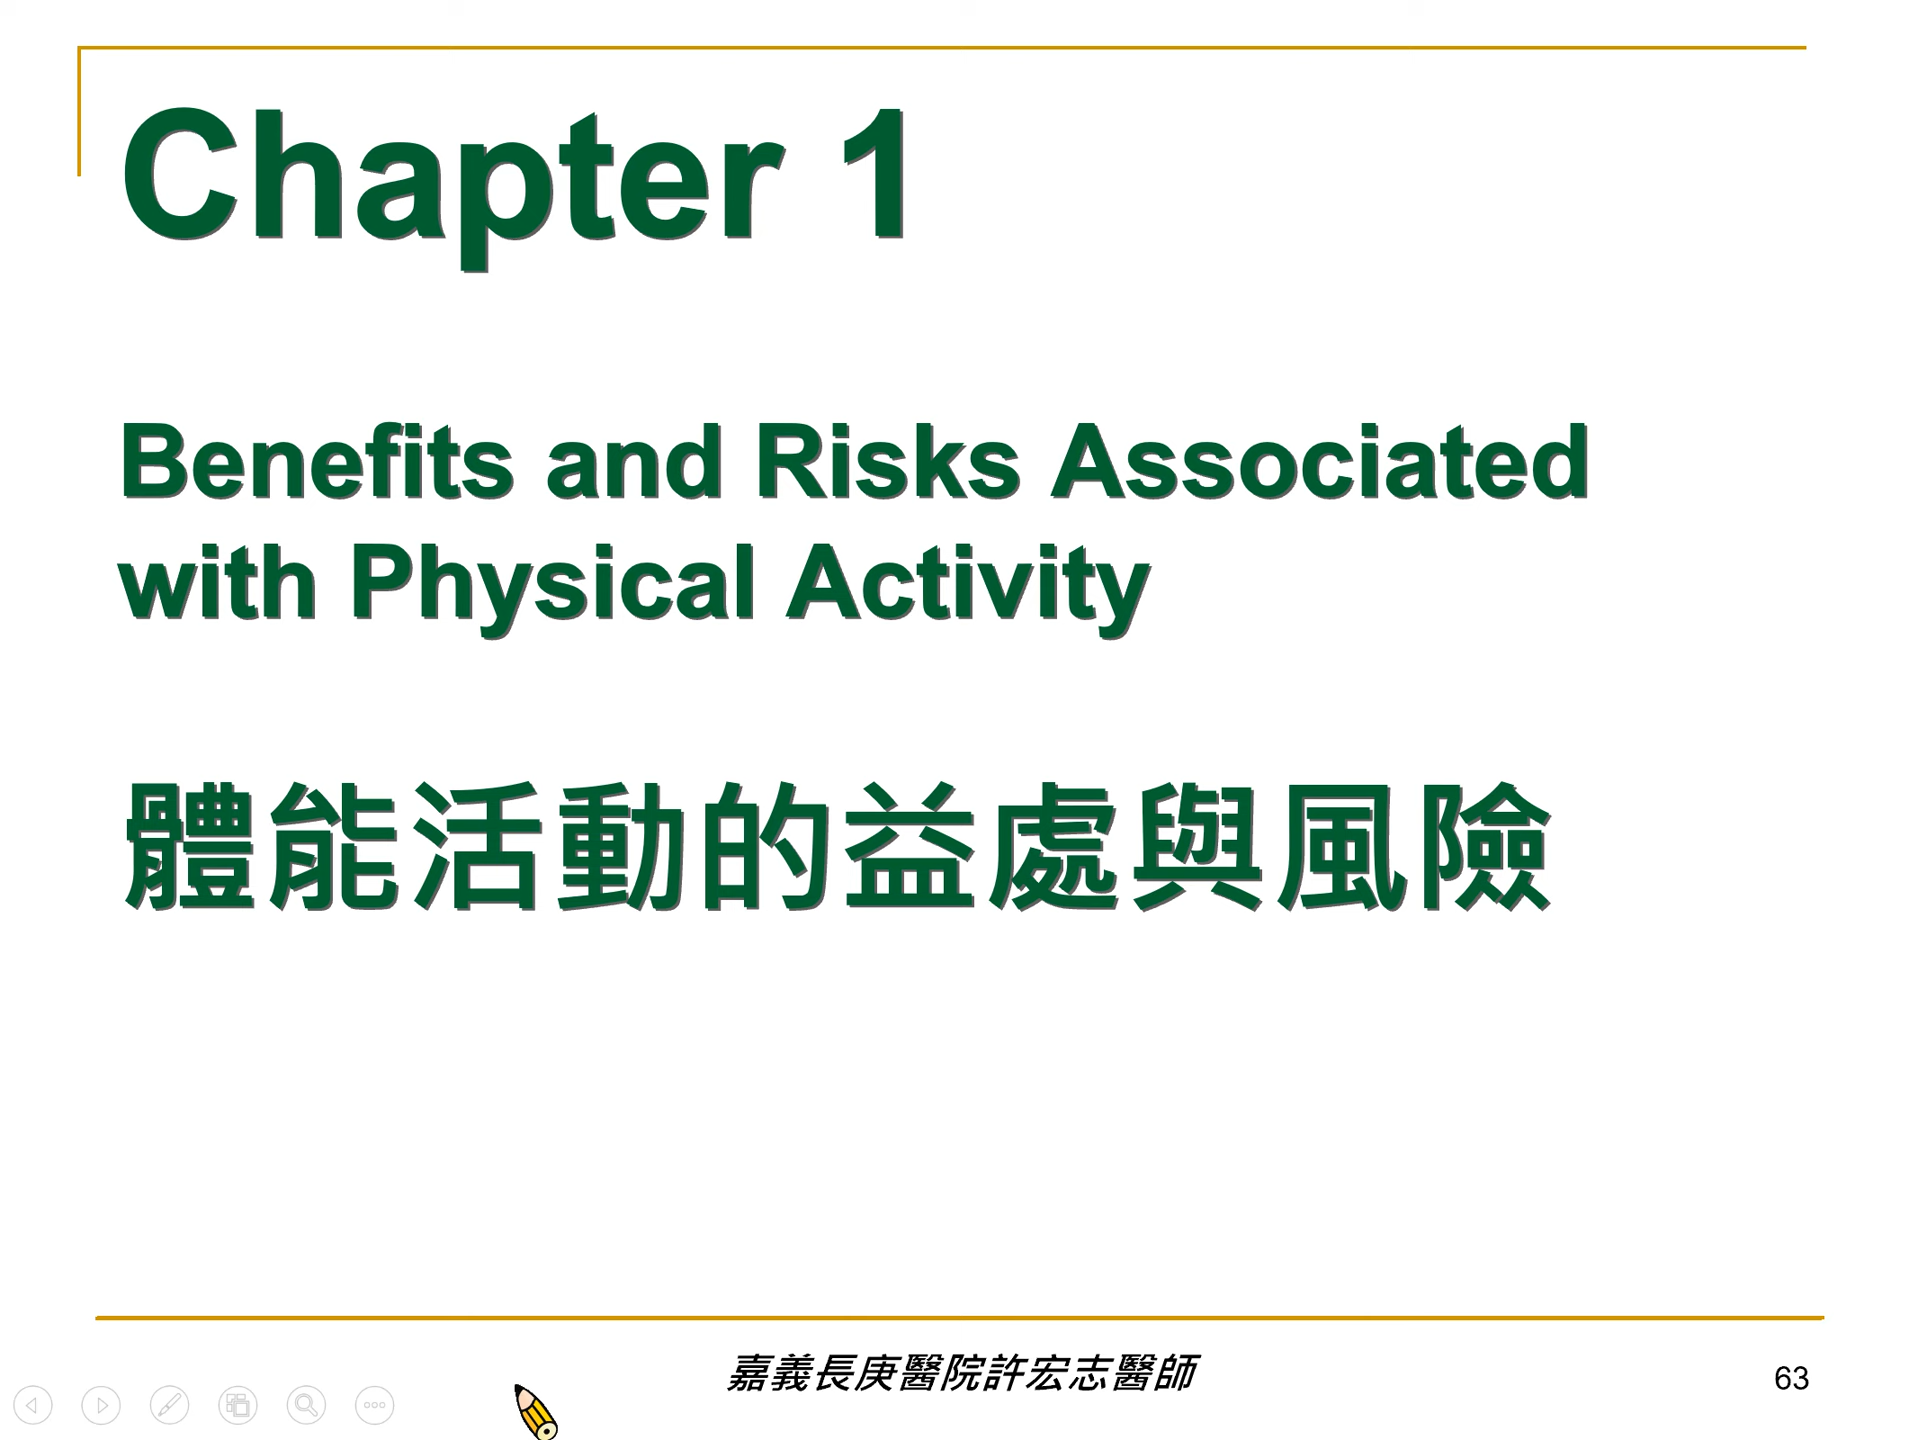 Chapter 1
Benefits and Risks Associated
with Physical Activity
體能活動的益處與風險
嘉義長庚醫院許宏志醫師
63